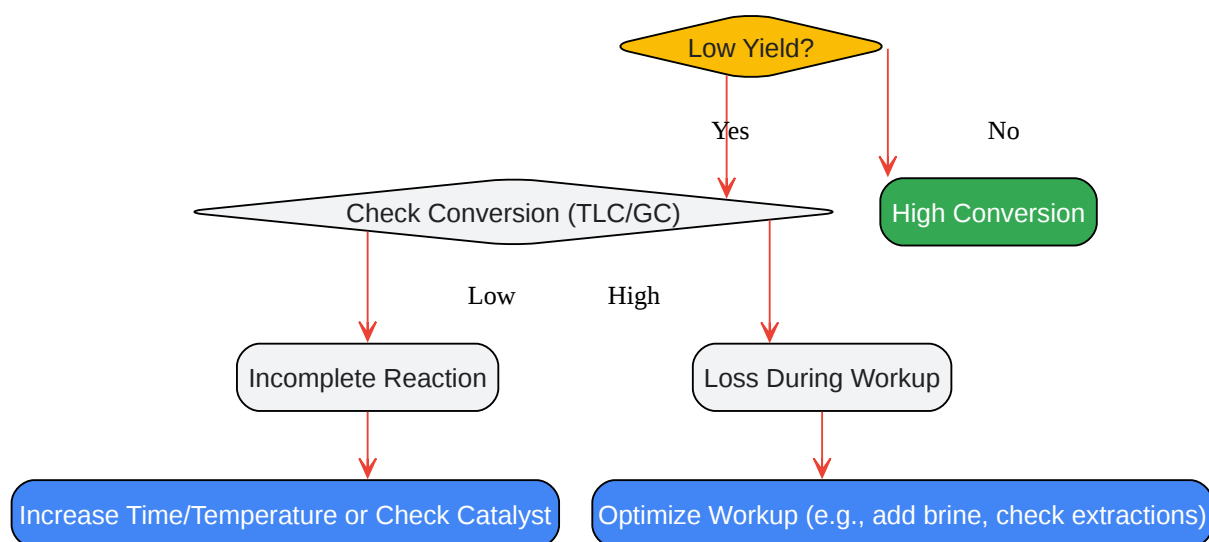 Low Yield?
Yes
No
Check Conversion (TLC/GC)
High Conversion
Low
High
Incomplete Reaction
Loss During Workup
Increase Time/Temperature or Check Catalyst
Optimize Workup (e.g., add brine, check extractions)